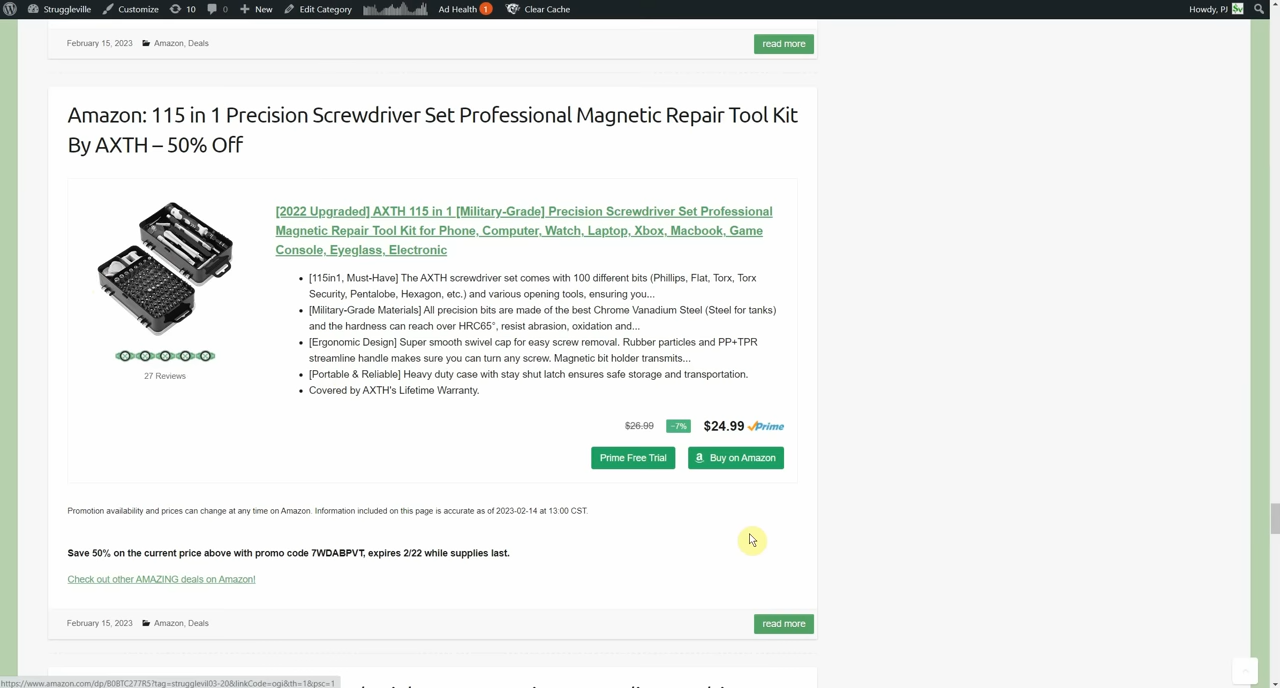 Struggleville Customize 10 0 New Edit Category Ad Health 1 Clear Cache Howdy, PJ
February 15, 2023 Amazon, Deals read more
Amazon: 115 in 1 Precision Screwdriver Set Professional Magnetic Repair Tool Kit
By AXTH – 50% Off
[2022 Upgraded] AXTH 115 in 1 [Military-Grade] Precision Screwdriver Set Professional
Magnetic Repair Tool Kit for Phone, Computer, Watch, Laptop, Xbox, Macbook, Game
Console, Eyeglass, Electronic
• [115in1, Must-Have] The AXTH screwdriver set comes with 100 different bits (Phillips, Flat, Torx, Torx
Security, Pentalobe, Hexagon, etc.) and various opening tools, ensuring you...
• [Military-Grade Materials] All precision bits are made of the best Chrome Vanadium Steel (Steel for tanks)
and the hardness can reach over HRC65°, resist abrasion, oxidation and...
• [Ergonomic Design] Super smooth swivel cap for easy screw removal. Rubber particles and PP+TPR
streamline handle makes sure you can turn any screw. Magnetic bit holder transmits...
• [Portable & Reliable] Heavy duty case with stay shut latch ensures safe storage and transportation.
• Covered by AXTH's Lifetime Warranty.
27 Reviews
$26.99 -7% $24.99 Prime
Prime Free Trial Buy on Amazon
Promotion availability and prices can change at any time on Amazon. Information included on this page is accurate as of 2023-02-14 at 13:00 CST.
Save 50% on the current price above with promo code 7WDABPVT, expires 2/22 while supplies last.
Check out other AMAZING deals on Amazon!
February 15, 2023 Amazon, Deals read more
https://www.amazon.com/dp/B0BTC277R5?tag=strugglevil03-20&linkCode=ogi&th=1&psc=1